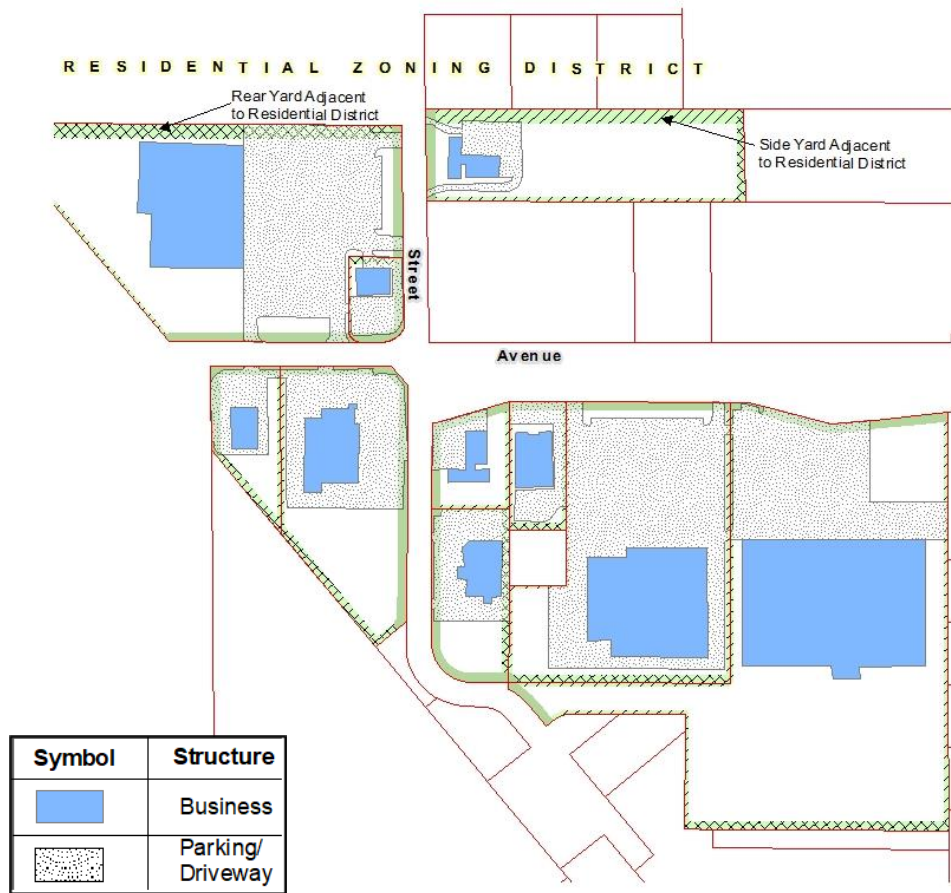 RESIDENTIAL ZONING DISTRICT
Rear Yard Adjacent
to Residential District
Side Yard Adjacent
to Residential District
Street
Avenue
Symbol Structure
Business
Parking/
Driveway